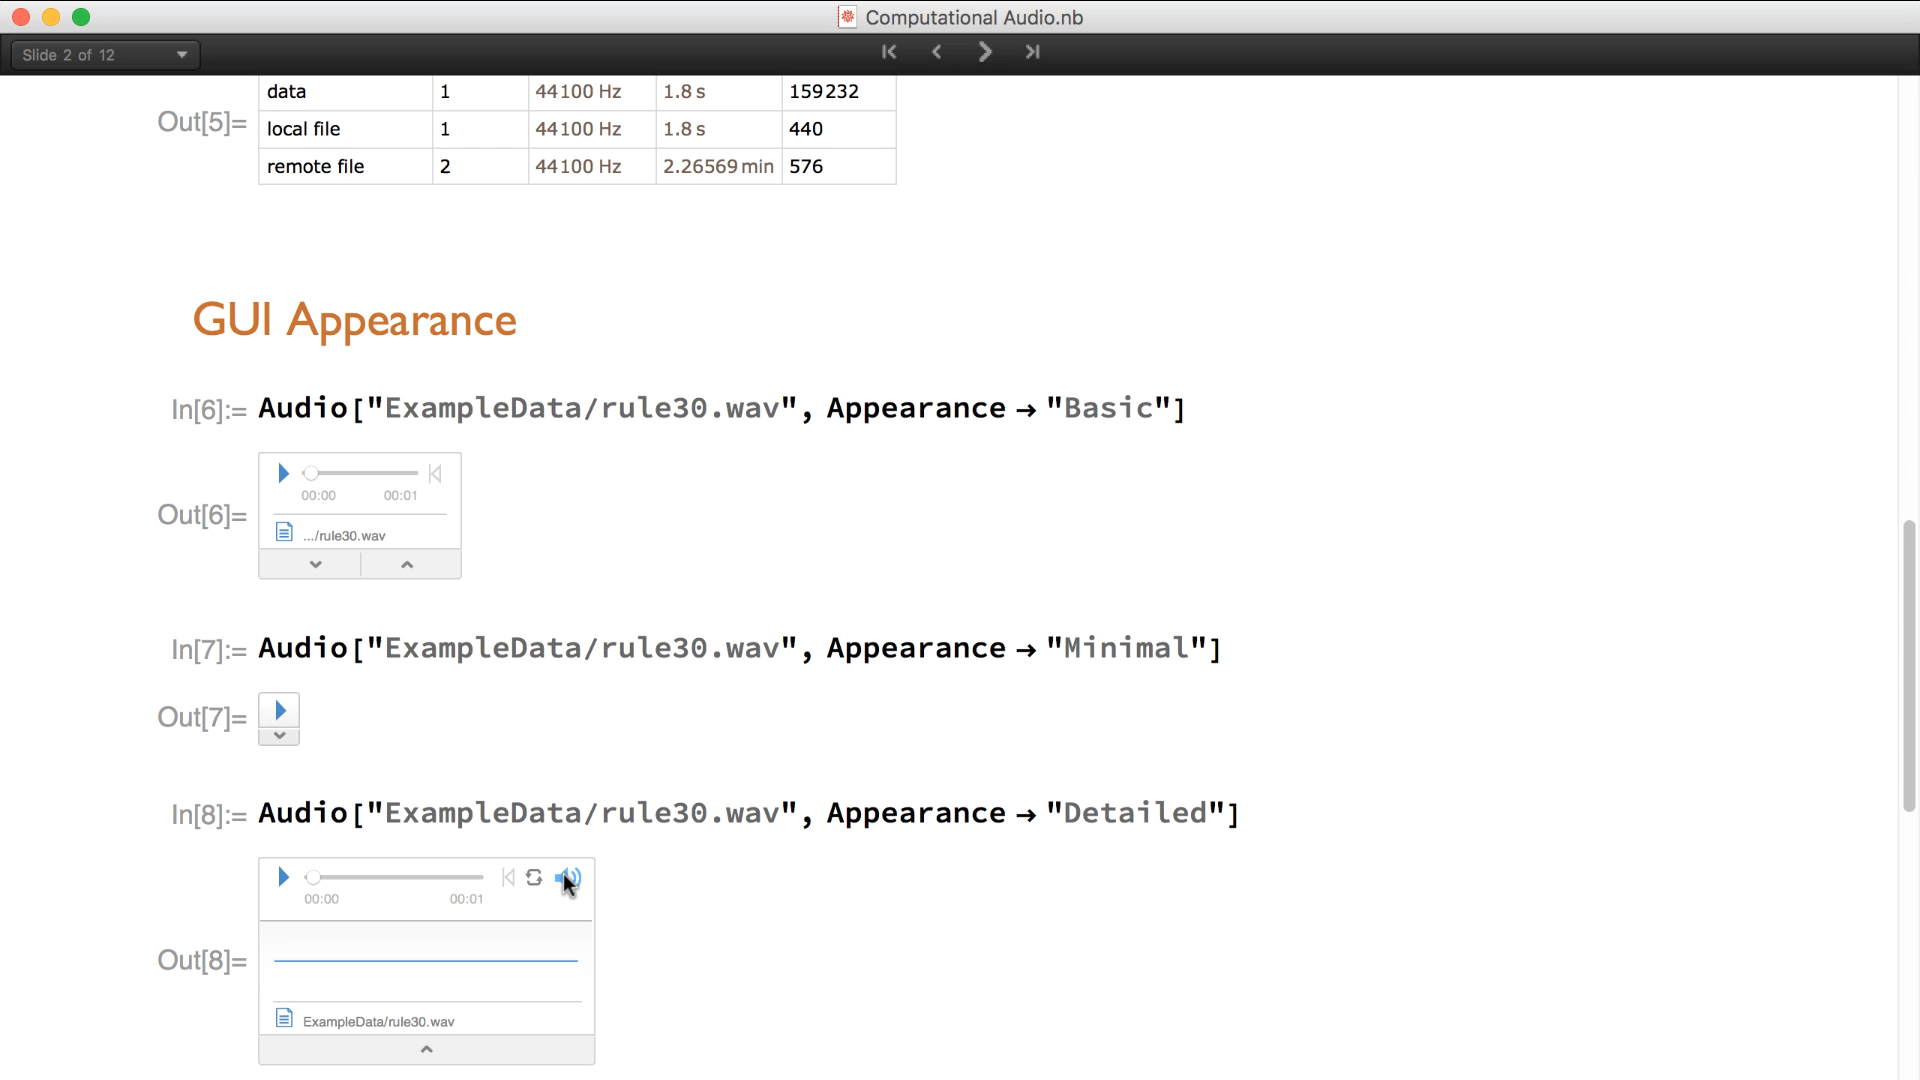 Computational Audio.nb
Slide 2 of 12
data 1 44100 Hz 1.8 s 159232
Out[5]=
local file 1 44100 Hz 1.8 s 440
remote file 2 44100 Hz 2.26569 min 576
GUI Appearance
In[6]:= Audio["ExampleData/rule30.wav", Appearance → "Basic"]
00:00 00:01
Out[6]=
.../rule30.wav
In[7]:= Audio["ExampleData/rule30.wav", Appearance → "Minimal"]
Out[7]=
In[8]:= Audio["ExampleData/rule30.wav", Appearance → "Detailed"]
00:00 00:01
Out[8]=
ExampleData/rule30.wav